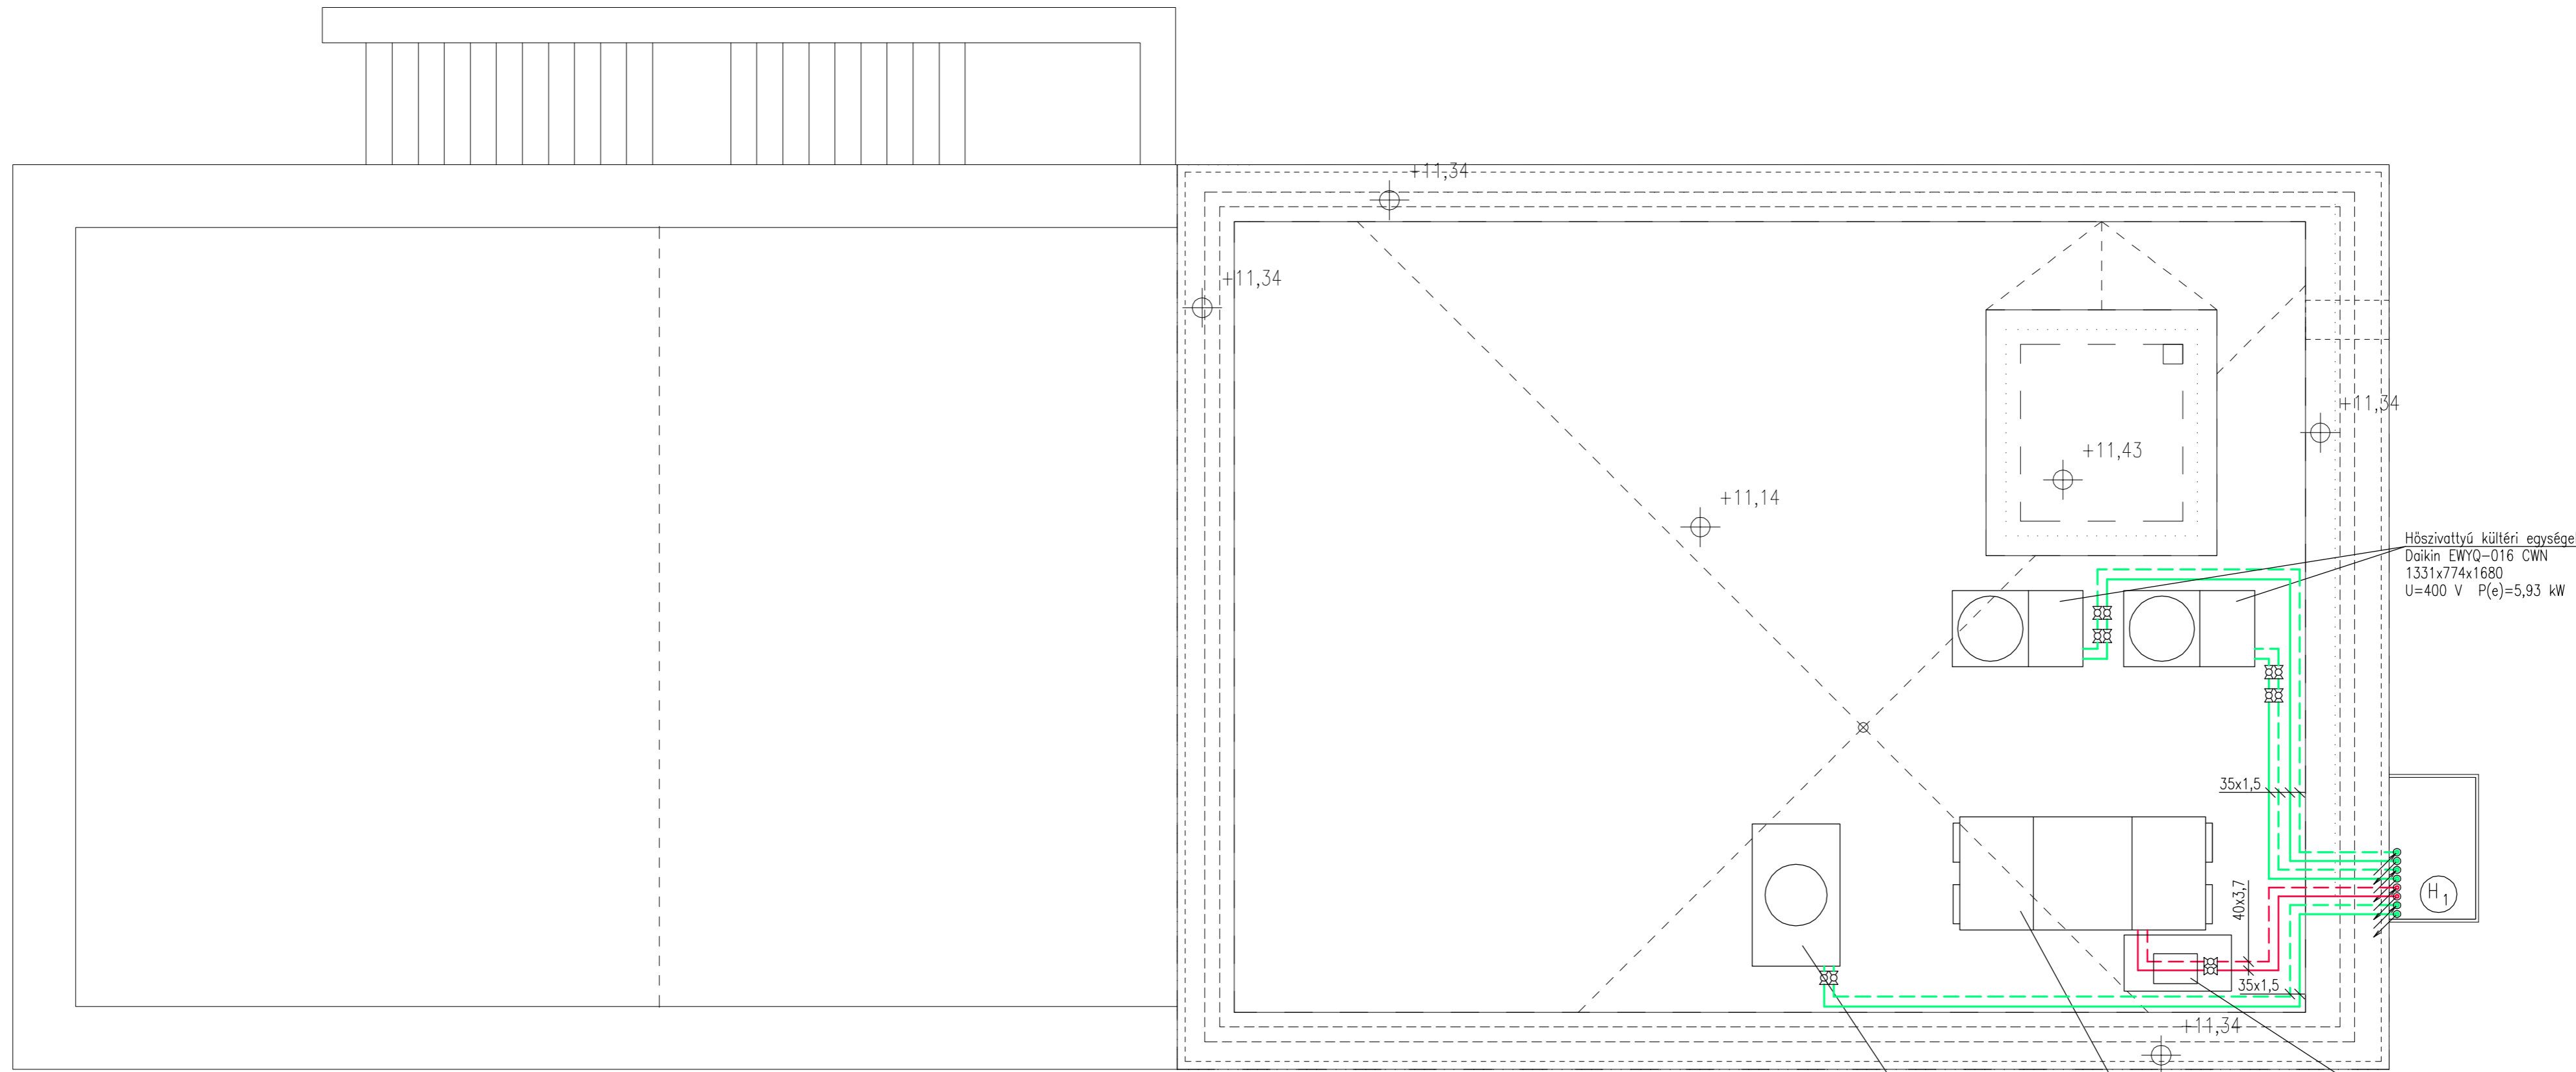 +11,34
+11,34
+11,34
+11,43
+11,14
Hőszivattyú kültéri egysége
Daikin EWYQ-016 CWN
1331x774x1680
U=400 V P(e)=5,93 kW
35x1,5
40x3,7
H1
35x1,5
+11,34